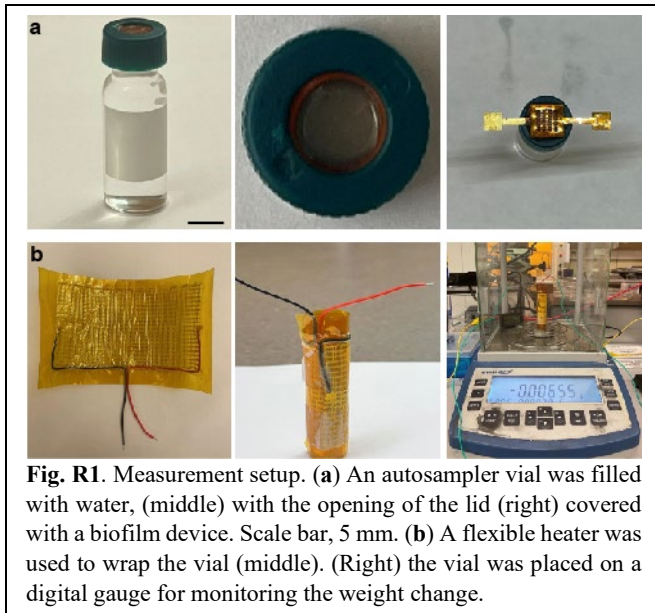 a
b
-0.00655
Fig. R1. Measurement setup. (a) An autosampler vial was filled
with water, (middle) with the opening of the lid (right) covered
with a biofilm device. Scale bar, 5 mm. (b) A flexible heater was
used to wrap the vial (middle). (Right) the vial was placed on a
digital gauge for monitoring the weight change.